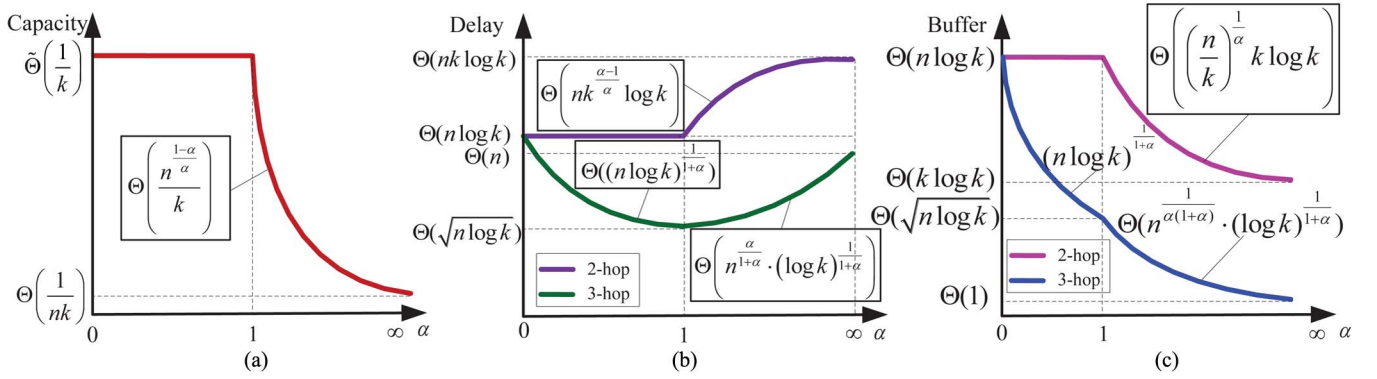 Capacity
Θ̃(1/k)
Θ(n^((1-α)/α)/k)
Θ(1/nk)
0
1
∞ α
(a)
Delay
Θ(nk log k)
Θ(nk^((α-1)/α) log k)
Θ(n log k)
Θ(n)
Θ((n log k)^(1/(1+α)))
Θ(√(n log k))
Θ(n^(α/(1+α)) · (log k)^(1/(1+α)))
2-hop
3-hop
0
1
∞ α
(b)
Buffer
Θ(n log k)
Θ((n/k)^(1/α) k log k)
(n log k)^(1/(1+α))
Θ(k log k)
Θ(√(n log k))
Θ(n^(1/(α(1+α))) · (log k)^(1/(1+α)))
2-hop
3-hop
Θ(1)
0
1
∞ α
(c)